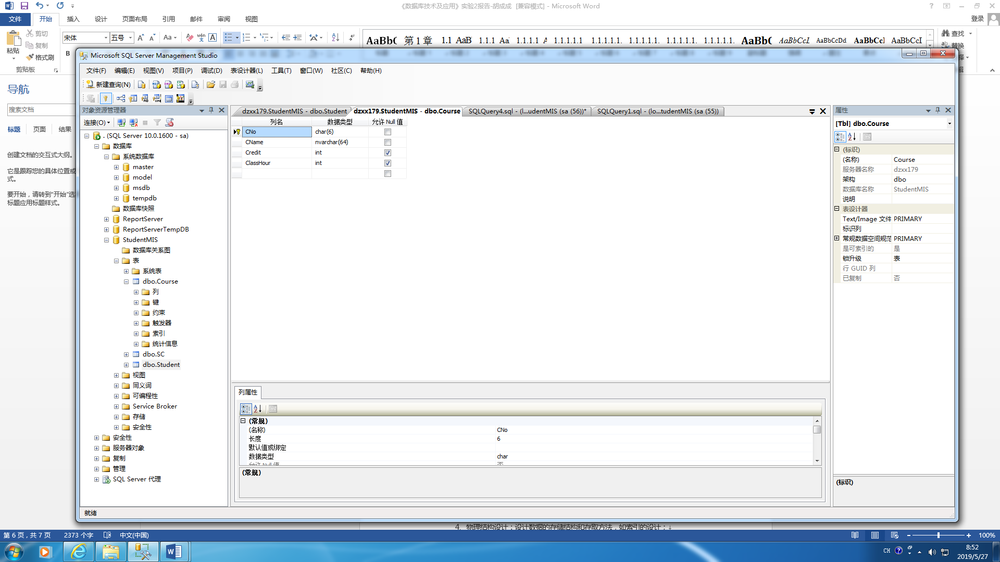 《数据库技术及应用》实验2报告-胡成成 [兼容模式] - Microsoft Word
文件 开始 插入 设计 页面布局 引用 邮件 审阅 视图 登录
宋体 五号 Aa wén A AaBbC 第 1 章 1.1 AaB 1.1.1 Aa 1.1.1.1 A 1.1.1.1.1 1.1.1.1.1. 1.1.1.1.1. 1.1.1.1.1. 1.1.1.1.1. AaBbC AaBbCcI AaBbCcDd AaBbCcI AaBbCcI
粘贴 剪切 复制 格式刷 B 查找 替换
剪贴板
导航
搜索文档
标题 页面 结果
创建文档的交互式大纲。
它是跟踪您的具体位置或
式。
要开始，请转到“开始”选
标题应用标题样式。
Microsoft SQL Server Management Studio
文件(F) 编辑(E) 视图(V) 项目(P) 调试(D) 表设计器(L) 工具(T) 窗口(W) 社区(C) 帮助(H)
新建查询(N)
对象资源管理器
连接(O)
. (SQL Server 10.0.1600 - sa)
数据库
系统数据库
master
model
msdb
tempdb
数据库快照
ReportServer
ReportServerTempDB
StudentMIS
数据库关系图
表
系统表
dbo.Course
列
键
约束
触发器
索引
统计信息
dbo.SC
dbo.Student
视图
同义词
可编程性
Service Broker
存储
安全性
安全性
服务器对象
复制
管理
SQL Server 代理
dzxx179.StudentMIS - dbo.Student dzxx179.StudentMIS - dbo.Course SQLQuery4.sql - (l...udentMIS (sa (56))* SQLQuery1.sql - (lo...tudentMIS (sa (55))
列名 数据类型 允许 Null 值
CNo char(6)
CName nvarchar(64)
Credit int
ClassHour int
列属性
(常规)
(名称) CNo
长度 6
默认值或绑定
数据类型 char
允许 Null 值 否
(常规)
属性
[Tbl] dbo.Course
(标识)
(名称) Course
服务器名称 dzxx179
架构 dbo
数据库名称 StudentMIS
说明
表设计器
Text/Image 文件 PRIMARY
标识列
常规数据空间规范 PRIMARY
是可索引的 是
锁升级 表
行 GUID 列
已复制 否
(标识)
就绪
4. 物理结构设计：设计数据的存储结构和存取方法，如索引的设计；↓
第 6 页，共 7 页 2373 个字 中文(中国) 100%
CH 8:52
2019/5/27